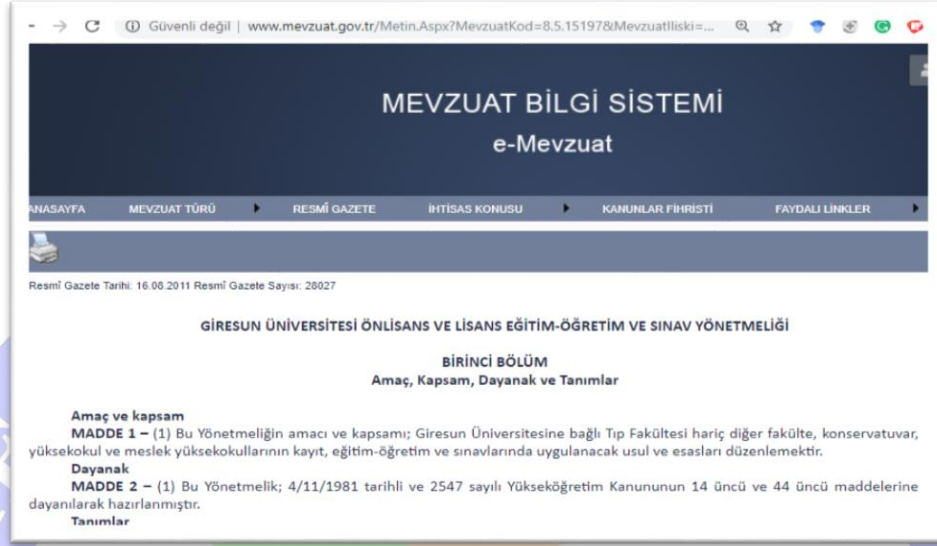 Güvenli değil | www.mevzuat.gov.tr/Metin.Aspx?MevzuatKod=8.5.15197&MevzuatIliski=...
MEVZUAT BİLGİ SİSTEMİ
e-Mevzuat
ANASAYFA MEVZUAT TÜRÜ RESMÎ GAZETE İHTİSAS KONUSU KANUNLAR FİHRİSTİ FAYDALI LİNKLER
Resmî Gazete Tarihi: 16.08.2011 Resmî Gazete Sayısı: 28027
GİRESUN ÜNİVERSİTESİ ÖNLİSANS VE LİSANS EĞİTİM-ÖĞRETİM VE SINAV YÖNETMELİĞİ
BİRİNCİ BÖLÜM
Amaç, Kapsam, Dayanak ve Tanımlar
Amaç ve kapsam
MADDE 1 – (1) Bu Yönetmeliğin amacı ve kapsamı; Giresun Üniversitesine bağlı Tıp Fakültesi hariç diğer fakülte, konservatuvar,
yüksekokul ve meslek yüksekokullarının kayıt, eğitim-öğretim ve sınavlarında uygulanacak usul ve esasları düzenlemektir.
Dayanak
MADDE 2 – (1) Bu Yönetmelik; 4/11/1981 tarihli ve 2547 sayılı Yükseköğretim Kanununun 14 üncü ve 44 üncü maddelerine
dayanılarak hazırlanmıştır.
Tanımlar